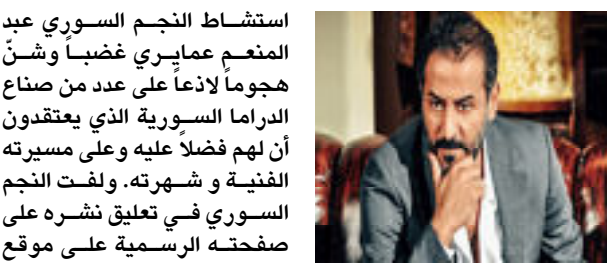 استشاط النجم السوري عبد
المنعم عمايري غضباً وشنّ
هجوماً لاذعاً على عدد من صناع
الدراما السورية الذي يعتقدون
أن لهم فضلاً عليه وعلى مسيرته
الفنية و شهرته. ولفت النجم
السوري في تعليق نشره على
صفحته الرسمية على موقع